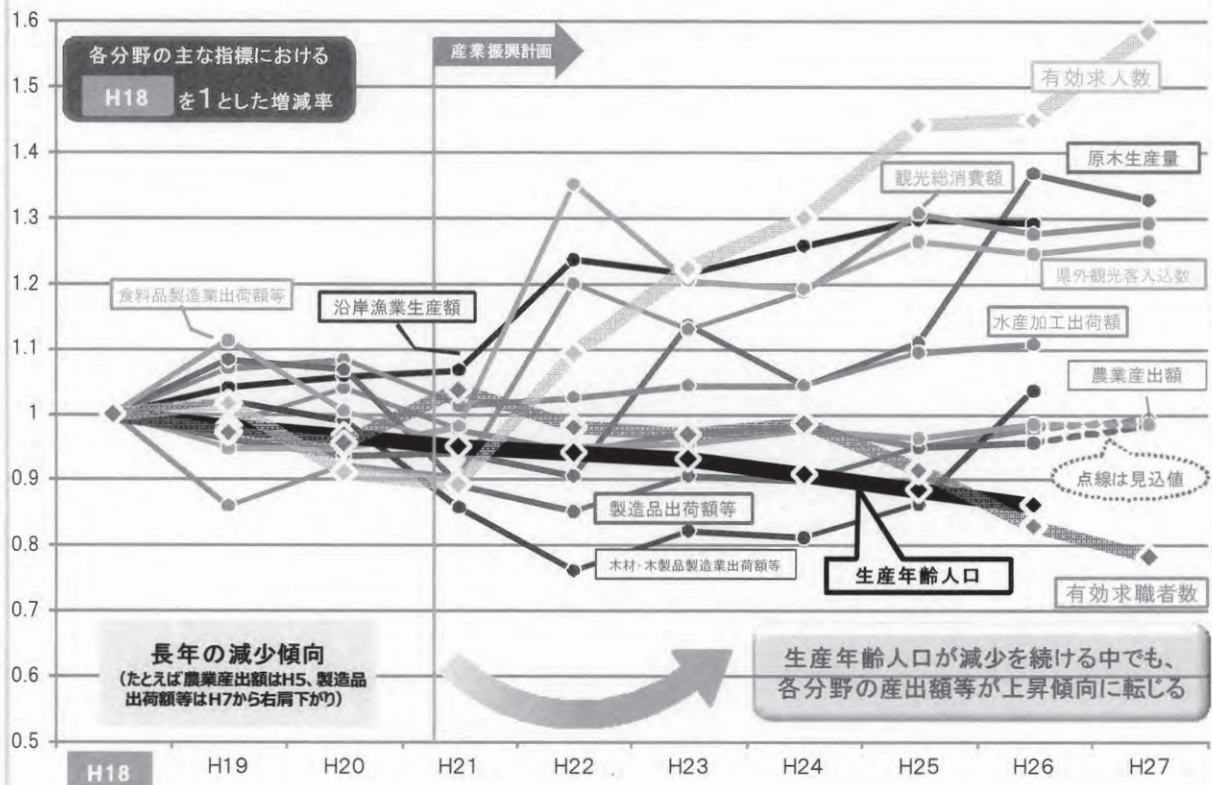 1.6
1.5
1.4
1.3
1.2
1.1
1
0.9
0.8
0.7
0.6
0.5
各分野の主な指標における
H18 を1とした増減率
産業振興計画
有効求人数
原木生産量
観光総消費額
県外観光客入込数
食料品製造業出荷額等
沿岸漁業生産額
水産加工出荷額
農業産出額
点線は見込値
製造品出荷額等
木材・木製品製造業出荷額等
生産年齢人口
有効求職者数
長年の減少傾向
(たとえば農業産出額はH5、製造品
出荷額等はH7から右肩下がり)
生産年齢人口が減少を続ける中でも、
各分野の産出額等が上昇傾向に転じる
H18 H19 H20 H21 H22 H23 H24 H25 H26 H27